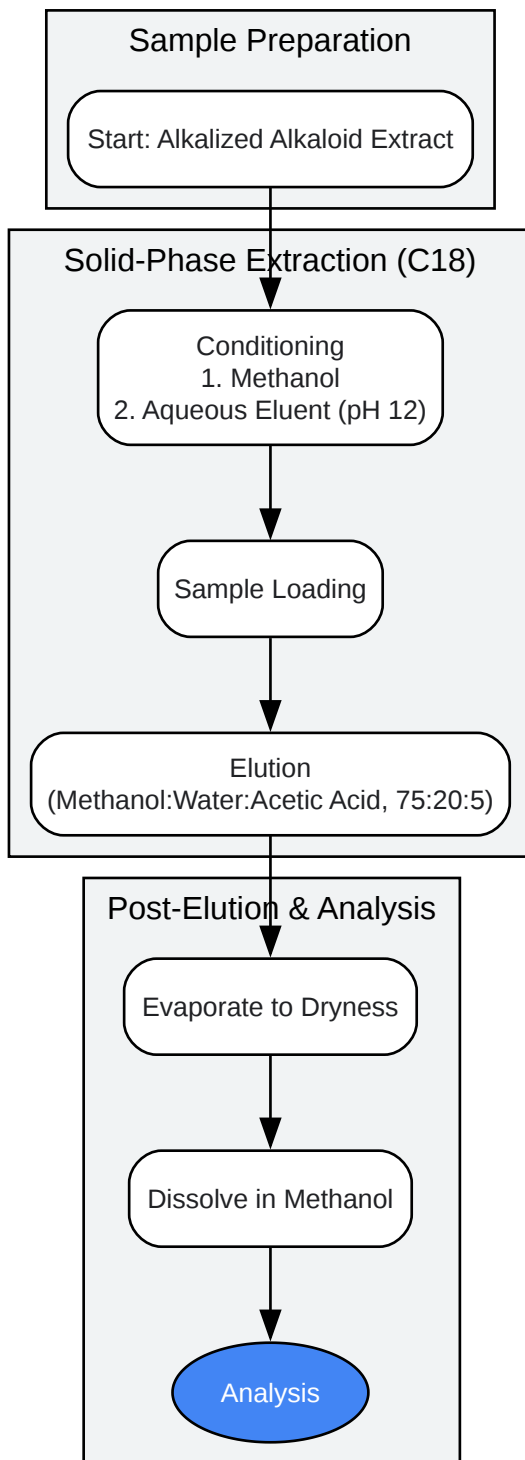 Sample Preparation
Start: Alkalized Alkaloid Extract
Solid-Phase Extraction (C18)
Conditioning
1. Methanol
2. Aqueous Eluent (pH 12)
Sample Loading
Elution
(Methanol:Water:Acetic Acid, 75:20:5)
Post-Elution & Analysis
Evaporate to Dryness
Dissolve in Methanol
Analysis